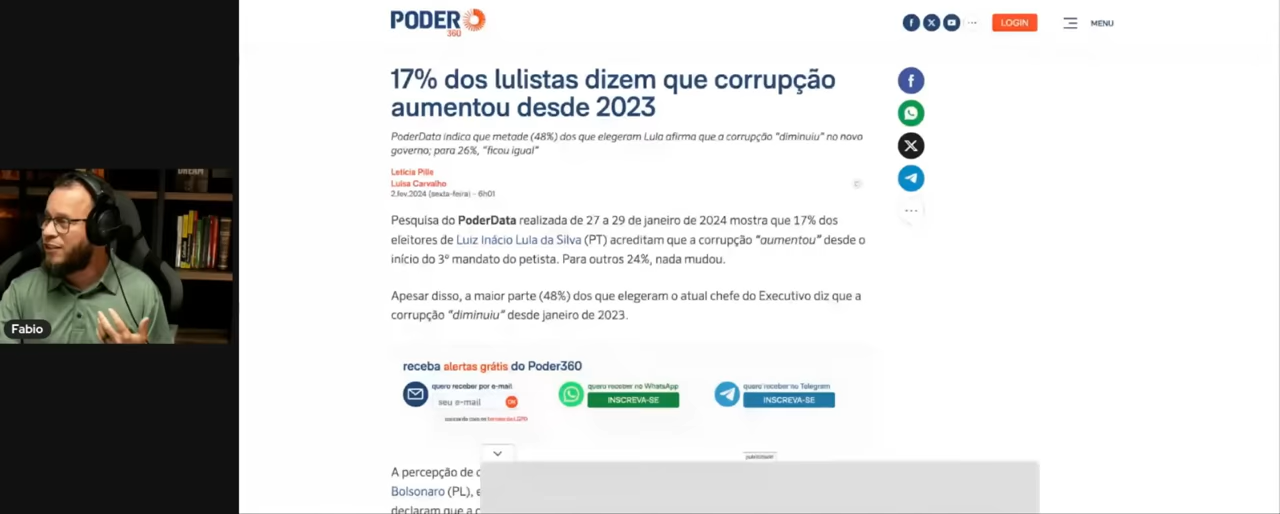 PODER
360
LOGIN
MENU
17% dos lulistas dizem que corrupção
aumentou desde 2023
PoderData indica que metade (48%) dos que elegeram Lula afirma que a corrupção "diminuiu" no novo
governo; para 26%, "ficou igual"
Letícia Pille
Luísa Carvalho
2.fev.2024 (sexta-feira) - 6h01
Pesquisa do PoderData realizada de 27 a 29 de janeiro de 2024 mostra que 17% dos
eleitores de Luiz Inácio Lula da Silva (PT) acreditam que a corrupção "aumentou" desde o
início do 3º mandato do petista. Para outros 24%, nada mudou.
Apesar disso, a maior parte (48%) dos que elegeram o atual chefe do Executivo diz que a
corrupção "diminuiu" desde janeiro de 2023.
receba alertas grátis do Poder360
quero receber por e-mail
seu e-mail
OK
quero receber no WhatsApp
INSCREVA-SE
quero receber no Telegram
INSCREVA-SE
publicidade
A percepção de
Bolsonaro (PL), e
declaram que a
Fabio
DREAM